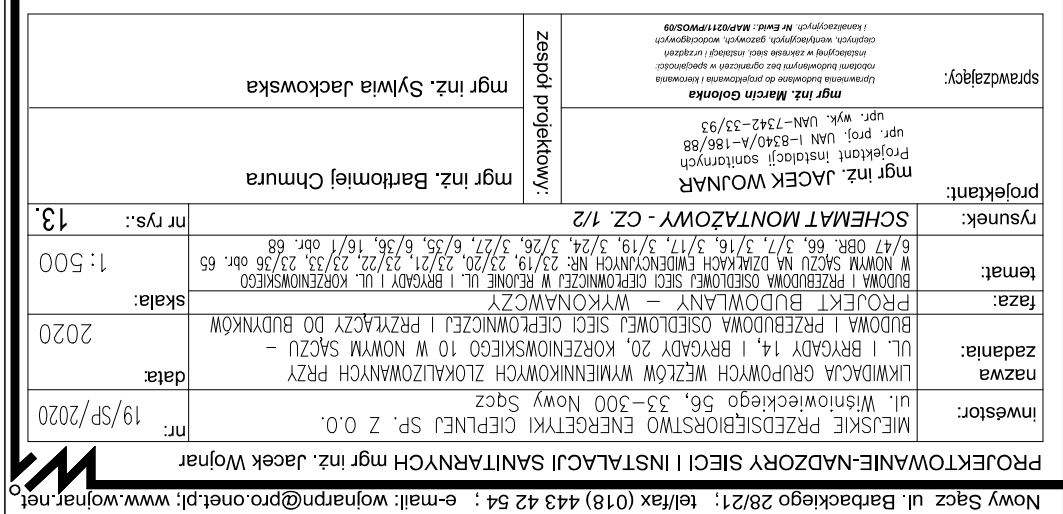 Nowy Sącz ul. Barbackiego 28/21; tel/fax (018) 443 42 54 ; e-mail: wojnarpn@pro.onet.pl; www.wojnar.net
PROJEKTOWANIE-NADZORY SIECI I INSTALACJI SANITARNYCH mgr inż. Jacek Wojnar
inwestor:
MIEJSKIE PRZEDSIĘBIORSTWO ENERGETYKI CIEPLNEJ SP. Z O.O.
ul. Wiśniowieckiego 56, 33-300 Nowy Sącz
nr:
19/SP/2020
nazwa
zadania:
LIKWIDACJA GRUPOWYCH WĘZŁÓW WYMIENNIKOWYCH ZLOKALIZOWANYCH PRZY
UL. I BRYGADY 14, I BRYGADY 20, KORZENIOWSKIEGO 10 W NOWYM SĄCZU –
BUDOWA I PRZEBUDOWA OSIEDLOWEJ SIECI CIEPŁOWNICZEJ I PRZYŁĄCZY DO BUDYNKÓW
data:
2020
faza:
PROJEKT BUDOWLANY – WYKONAWCZY
skala:
temat:
BUDOWA I PRZEBUDOWA OSIEDLOWEJ SIECI CIEPŁOWNICZEJ W REJONIE UL. I BRYGADY I UL. KORZENIOWSKIEGO
W NOWYM SĄCZU NA DZIAŁKACH EWIDENCYJNYCH NR: 23/19, 23/20, 23/21, 23/22, 23/33, 23/36 obr. 65
6/47 OBR. 66, 3/7, 3/16, 3/17, 3/19, 3/24, 3/26, 3/27, 6/35, 6/36, 16/1 obr. 68
1:500
rysunek:
SCHEMAT MONTAŻOWY - CZ. 1/2
nr rys.:
13.
projektant:
mgr inż. JACEK WOJNAR
Projektant instalacji sanitarnych
upr. proj. UAN I-8340/A-186/88
upr. wyk. UAN-7342-33/93
zespół projektowy:
mgr inż. Bartłomiej Chmura
sprawdzający:
mgr inż. Marcin Golonka
Uprawnienia budowlane do projektowania i kierowania
robotami budowlanymi bez ograniczeń w specjalności:
instalacyjnej w zakresie sieci, instalacji i urządzeń
cieplnych, wentylacyjnych, gazowych, wodociągowych
i kanalizacyjnych. Nr Ewid.: MAP/0211/PWOS/09
mgr inż. Sylwia Jackowska